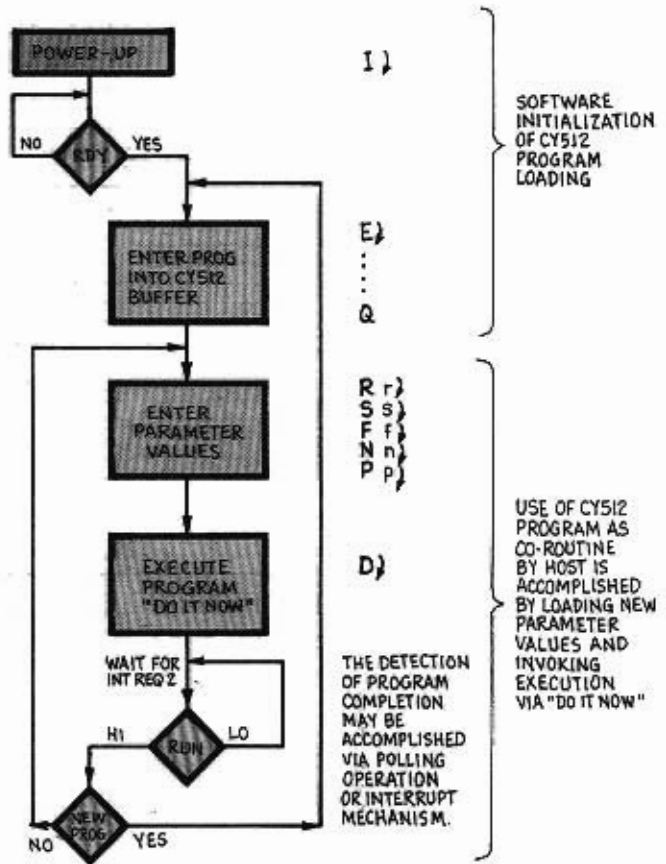 POWER-UP
I
NO
RDY
YES
SOFTWARE
INITIALIZATION
OF CY512
PROGRAM
LOADING
ENTER PROG
INTO CY512
BUFFER
E
Q
ENTER
PARAMETER
VALUES
R r
S s
F f
N n
P p
EXECUTE
PROGRAM
"DO IT NOW"
D
USE OF CY512
PROGRAM AS
CO-ROUTINE
BY HOST IS
ACCOMPLISHED
BY LOADING NEW
PARAMETER
VALUES AND
INVOKING
EXECUTION
VIA "DO IT NOW"
WAIT FOR
INT REQ 2
HI
RUN
LO
THE DETECTION
OF PROGRAM
COMPLETION
MAY BE
ACCOMPLISHED
VIA POLLING
OPERATION
OR INTERRUPT
MECHANISM.
NO
NEW
PROG
YES